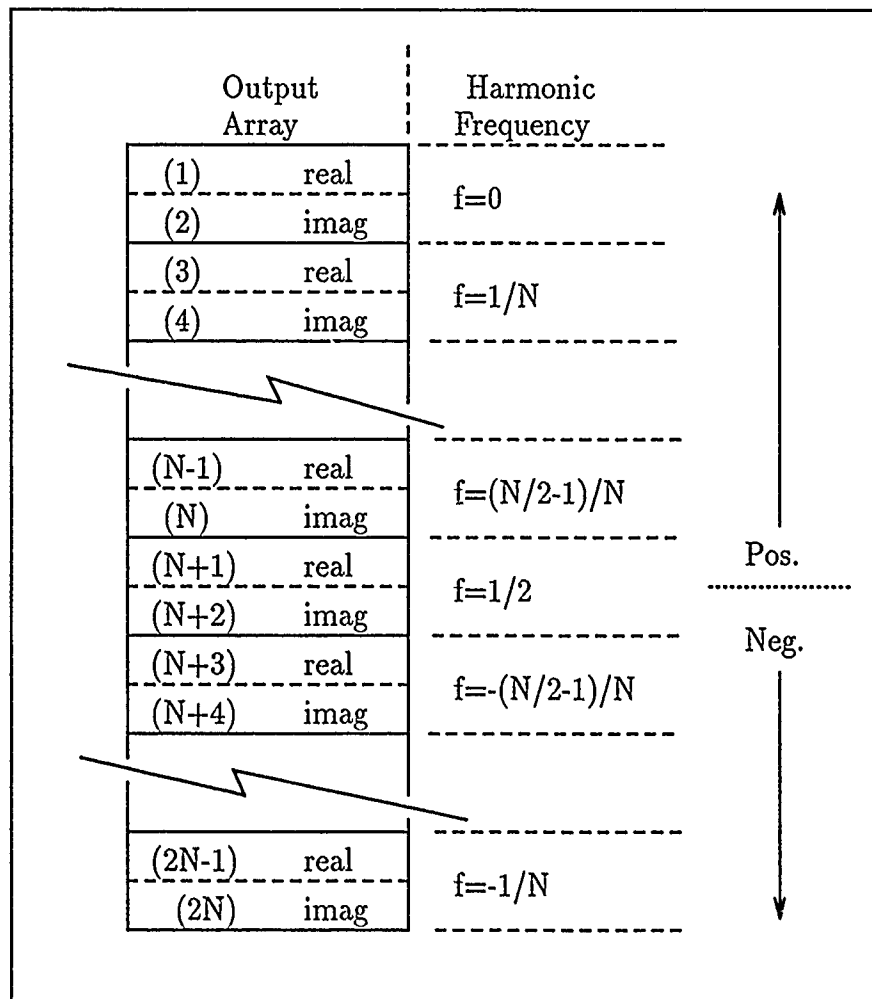 Output Array
Harmonic Frequency
(1) real
(2) imag
f=0
(3) real
(4) imag
f=1/N
(N-1) real
(N) imag
f=(N/2-1)/N
(N+1) real
(N+2) imag
f=1/2
Pos.
Neg.
(N+3) real
(N+4) imag
f=-(N/2-1)/N
(2N-1) real
(2N) imag
f=-1/N